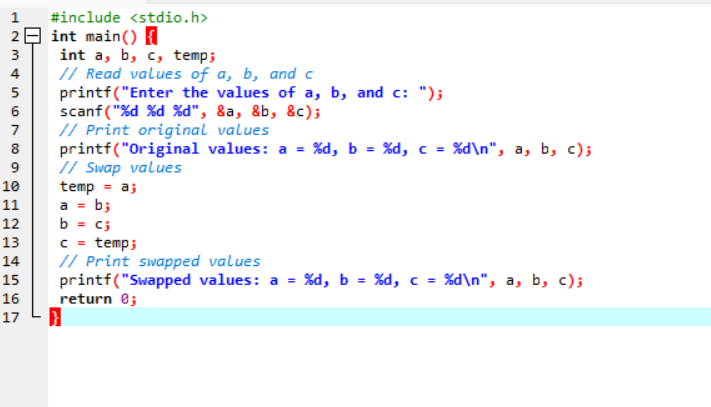 1 #include <stdio.h>
2 int main() {
3 int a, b, c, temp;
4 // Read values of a, b, and c
5 printf("Enter the values of a, b, and c: ");
6 scanf("%d %d %d", &a, &b, &c);
7 // Print original values
8 printf("Original values: a = %d, b = %d, c = %d\n", a, b, c);
9 // Swap values
10 temp = a;
11 a = b;
12 b = c;
13 c = temp;
14 // Print swapped values
15 printf("Swapped values: a = %d, b = %d, c = %d\n", a, b, c);
16 return 0;
17 }